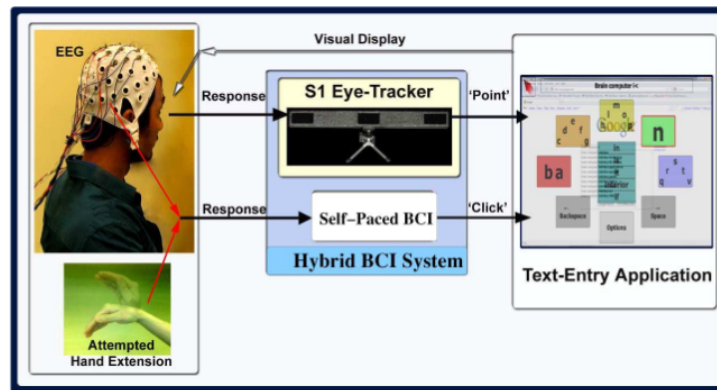 EEG
Visual Display
Response
S1 Eye-Tracker
'Point'
Response
Self-Paced BCI
'Click'
Hybrid BCI System
Attempted
Hand Extension
Brain computer i<
m
l
o
e
d
f
c
g
n
ba
s
r
t
q
v
in
Backspace
Options
Space
Text-Entry Application